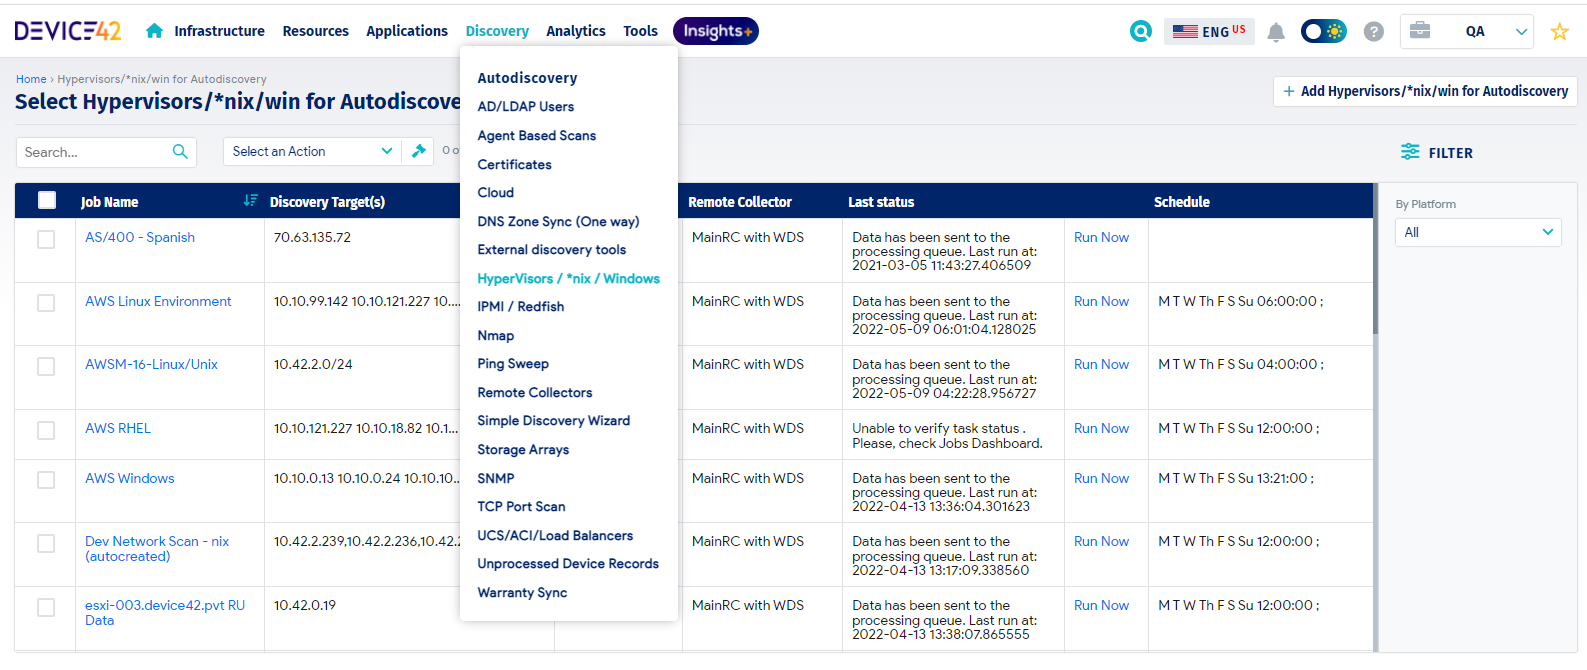 DEVICE42
Infrastructure
Resources
Applications
Discovery
Analytics
Tools
Insights+
ENG US
QA
Home › Hypervisors/*nix/win for Autodiscovery
Select Hypervisors/*nix/win for Autodiscove
+ Add Hypervisors/*nix/win for Autodiscovery
Search...
Select an Action
0 o
FILTER
Autodiscovery
AD/LDAP Users
Agent Based Scans
Certificates
Cloud
DNS Zone Sync (One way)
External discovery tools
HyperVisors / *nix / Windows
IPMI / Redfish
Nmap
Ping Sweep
Remote Collectors
Simple Discovery Wizard
Storage Arrays
SNMP
TCP Port Scan
UCS/ACI/Load Balancers
Unprocessed Device Records
Warranty Sync
Job Name
Discovery Target(s)
Remote Collector
Last status
Schedule
AS/400 - Spanish
70.63.135.72
MainRC with WDS
Data has been sent to the
processing queue. Last run at:
2021-03-05 11:43:27.406509
Run Now
AWS Linux Environment
10.10.99.142 10.10.121.227 10....
MainRC with WDS
Data has been sent to the
processing queue. Last run at:
2022-05-09 06:01:04.128025
Run Now
M T W Th F S Su 06:00:00 ;
AWSM-16-Linux/Unix
10.42.2.0/24
MainRC with WDS
Data has been sent to the
processing queue. Last run at:
2022-05-09 04:22:28.956727
Run Now
M T W Th F S Su 04:00:00 ;
AWS RHEL
10.10.121.227 10.10.18.82 10.1...
MainRC with WDS
Unable to verify task status .
Please, check Jobs Dashboard.
Run Now
M T W Th F S Su 12:00:00 ;
AWS Windows
10.10.0.13 10.10.0.24 10.10.10..
MainRC with WDS
Data has been sent to the
processing queue. Last run at:
2022-04-13 13:36:04.301623
Run Now
M T W Th F S Su 13:21:00 ;
Dev Network Scan - nix
(autocreated)
10.42.2.239,10.42.2.236,10.42.2
MainRC with WDS
Data has been sent to the
processing queue. Last run at:
2022-04-13 13:17:09.338560
Run Now
M T W Th F S Su 12:00:00 ;
esxi-003.device42.pvt RU
Data
10.42.0.19
MainRC with WDS
Data has been sent to the
processing queue. Last run at:
2022-04-13 13:38:07.865555
Run Now
M T W Th F S Su 12:00:00 ;
By Platform
All